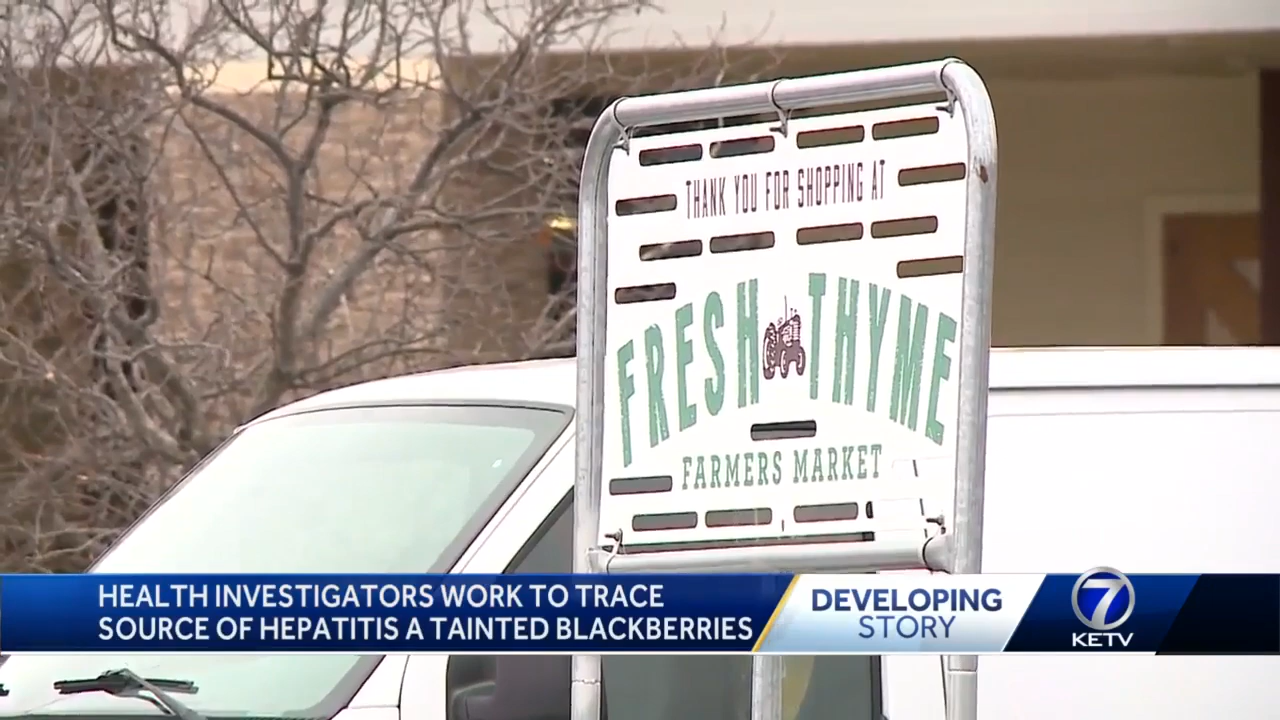 THANK YOU FOR SHOPPING AT
FRESH THYME
FARMERS MARKET
HEALTH INVESTIGATORS WORK TO TRACE
SOURCE OF HEPATITIS A TAINTED BLACKBERRIES
DEVELOPING
STORY
7
KETV